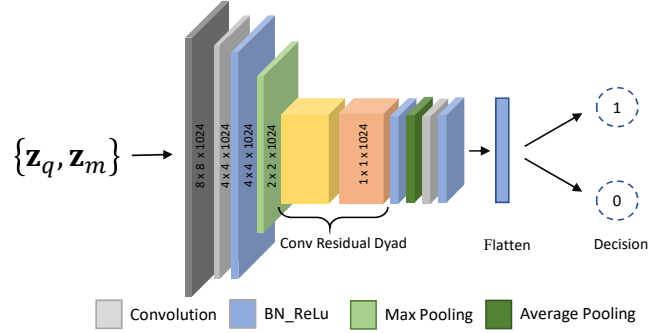 {z_q, z_m}
8 x 8 x 1024
4 x 4 x 1024
4 x 4 x 1024
2 x 2 x 1024
1 x 1 x 1024
1
0
Conv Residual Dyad
Flatten
Decision
Convolution
BN_ReLu
Max Pooling
Average Pooling